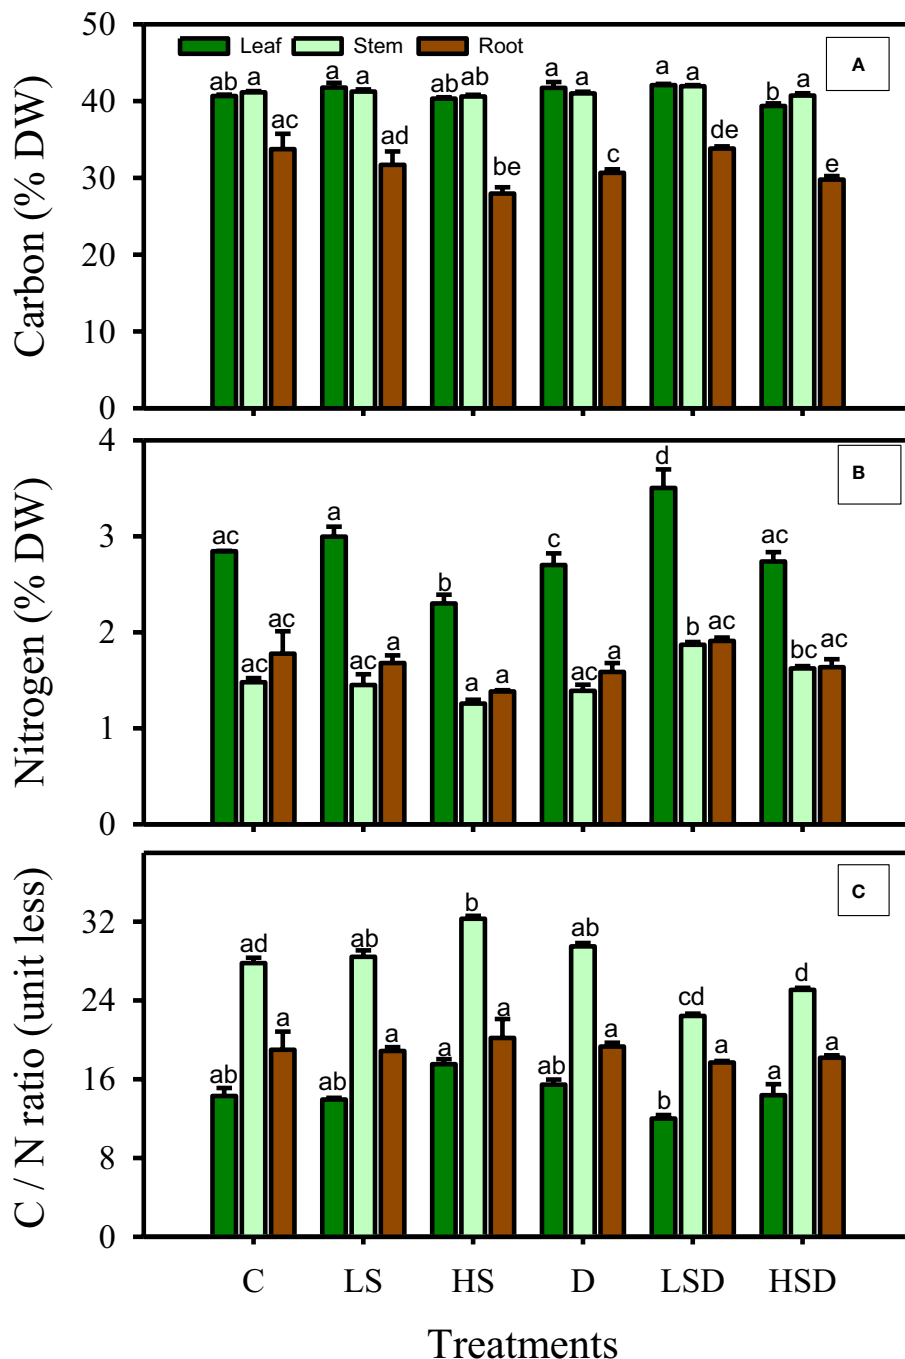 50
Leaf Stem Root
A
40
30
20
10
0
Carbon (% DW)
ab a ac
a a ad
ab ab be
a a c
a a de
b a e
4
B
3
2
1
0
Nitrogen (% DW)
ac ac ac
a ac a
b a a
c ac a
d b ac
ac bc ac
C
32
24
16
8
0
C / N ratio (unit less)
ab ad a
ab ab a
a b a
ab ab a
b cd a
a d a
C LS HS D LSD HSD
Treatments